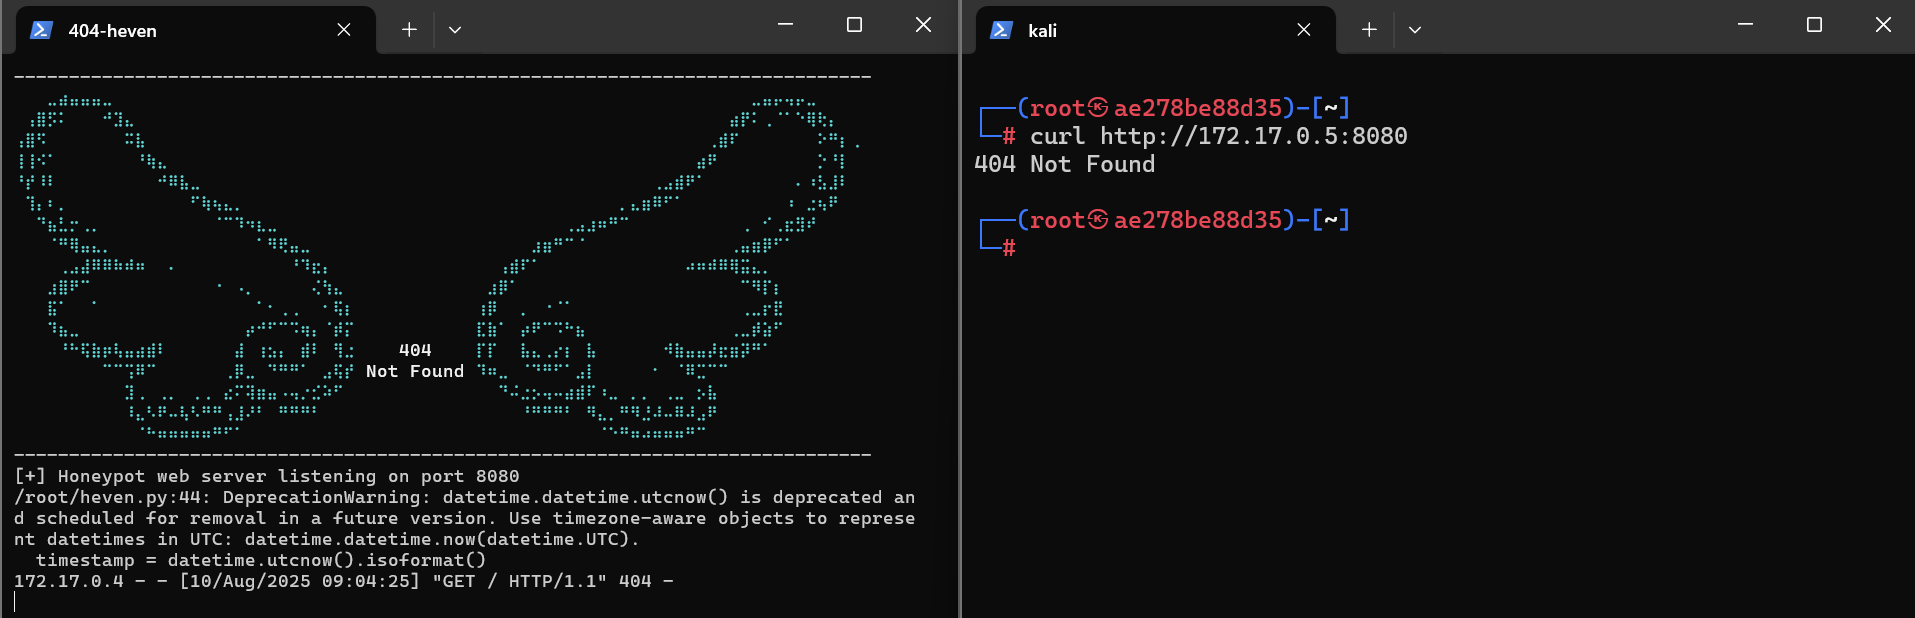 404-heven
404
Not Found
[+] Honeypot web server listening on port 8080
/root/heven.py:44: DeprecationWarning: datetime.datetime.utcnow() is deprecated an
d scheduled for removal in a future version. Use timezone-aware objects to represe
nt datetimes in UTC: datetime.datetime.now(datetime.UTC).
  timestamp = datetime.utcnow().isoformat()
172.17.0.4 - - [10/Aug/2025 09:04:25] "GET / HTTP/1.1" 404 -
kali
┌──(root㉿ae278be88d35)-[~]
└─# curl http://172.17.0.5:8080
404 Not Found
┌──(root㉿ae278be88d35)-[~]
└─#